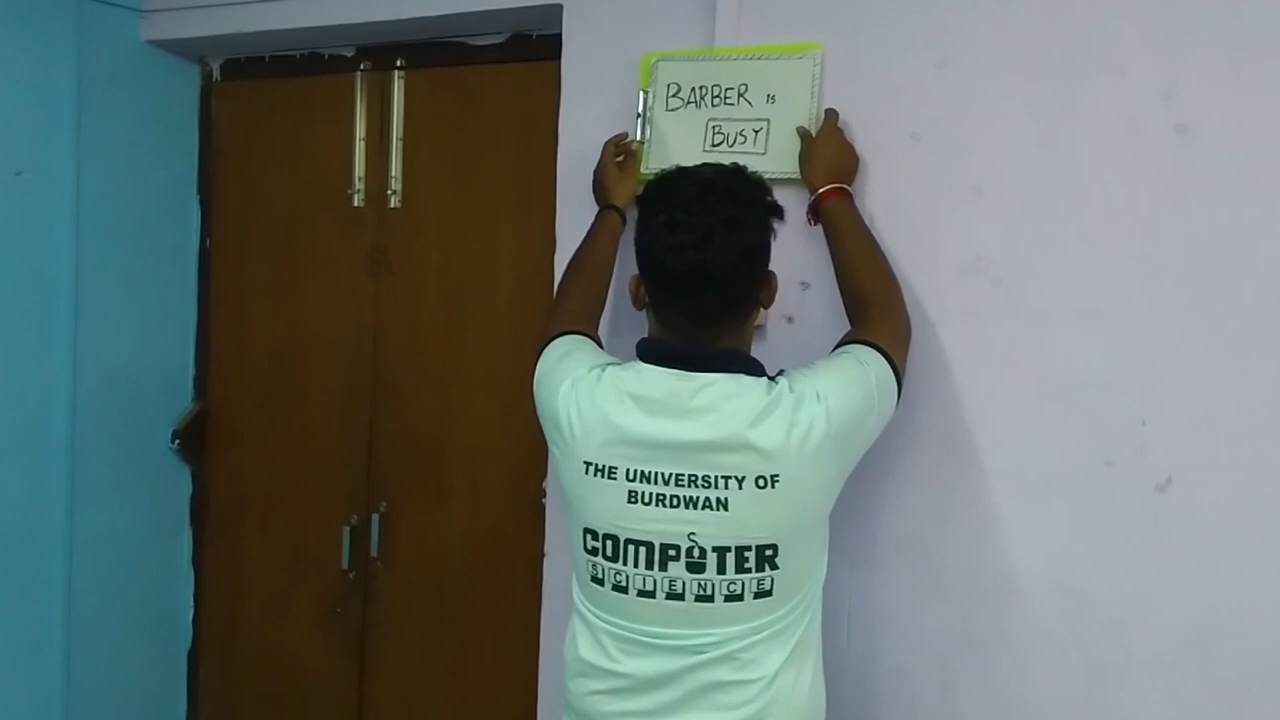 BARBER is
BUSY
THE UNIVERSITY OF
BURDWAN
COMPUTER
SCIENCE